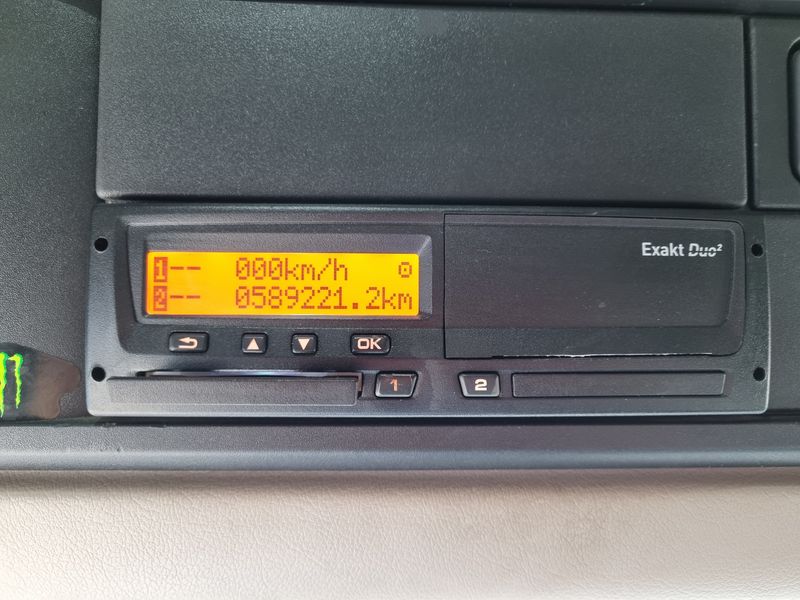 Exakt Duo²
1-- 000km/h
2-- 0589221.2km
OK
1
2